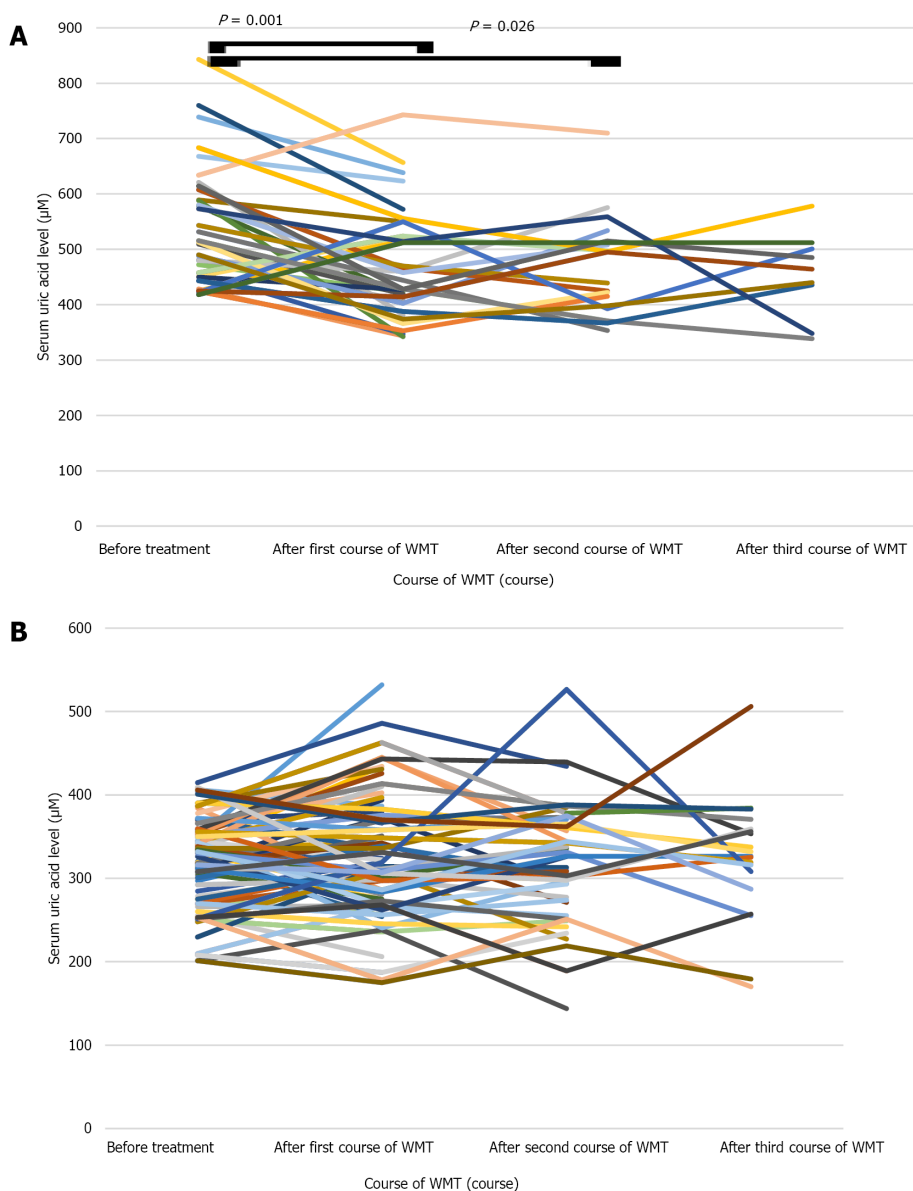 A
P = 0.001
P = 0.026
Serum uric acid level (µM)
900
800
700
600
500
400
300
200
100
0
Before treatment
After first course of WMT
After second course of WMT
After third course of WMT
Course of WMT (course)
B
Serum uric acid level (µM)
600
500
400
300
200
100
0
Before treatment
After first course of WMT
After second course of WMT
After third course of WMT
Course of WMT (course)